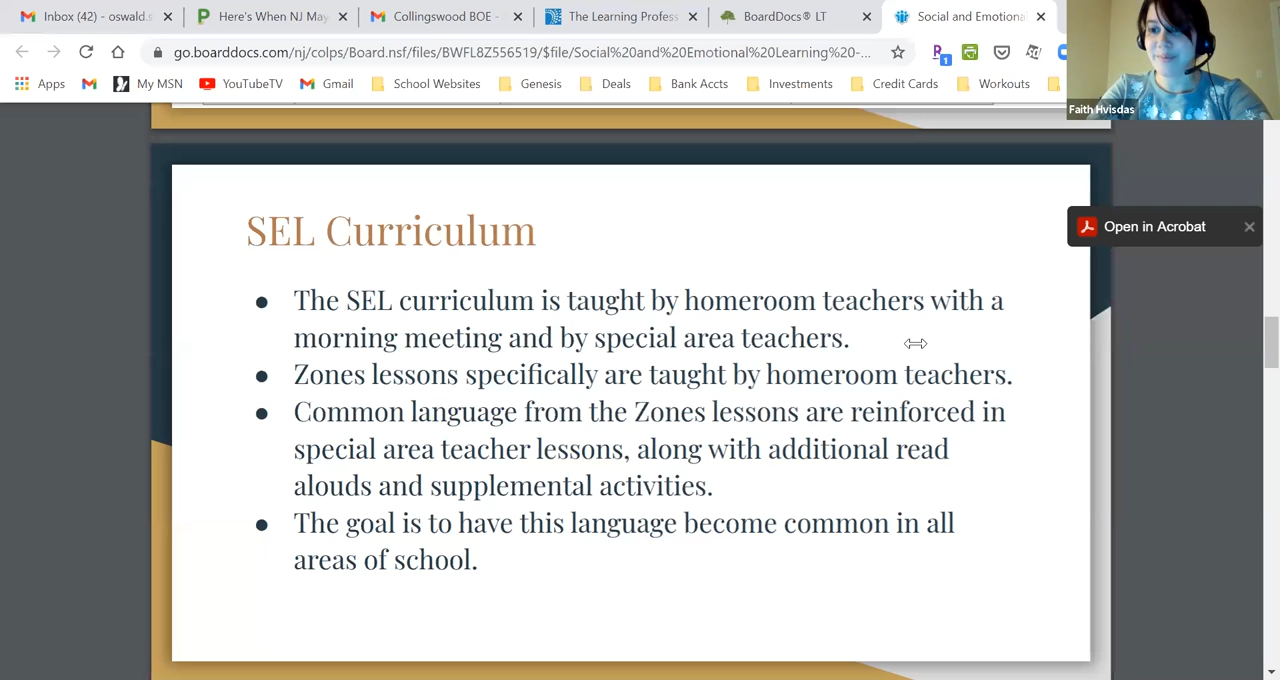 Inbox (42) - oswald.s
Here's When NJ May
Collingswood BOE -
The Learning Profess
BoardDocs® LT
Social and Emotiona
go.boarddocs.com/nj/colps/Board.nsf/files/BWFL8Z555519/$file/Social%20and%20Emotional%20Learning%20-...
Apps
My MSN
YouTubeTV
Gmail
School Websites
Genesis
Deals
Bank Accts
Investments
Credit Cards
Workouts
Faith Hvisdas
Open in Acrobat
SEL Curriculum
● The SEL curriculum is taught by homeroom teachers with a
morning meeting and by special area teachers.
● Zones lessons specifically are taught by homeroom teachers.
● Common language from the Zones lessons are reinforced in
special area teacher lessons, along with additional read
alouds and supplemental activities.
● The goal is to have this language become common in all
areas of school.